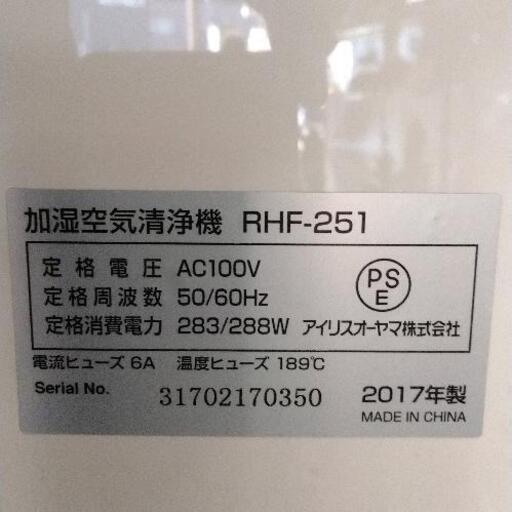 加湿空気清浄機 RHF-251
定格電圧 AC100V
定格周波数 50/60Hz
定格消費電力 283/288W
PS
E
アイリスオーヤマ株式会社
電流ヒューズ 6A 温度ヒューズ 189℃
Serial No. 31702170350
2017年製
MADE IN CHINA